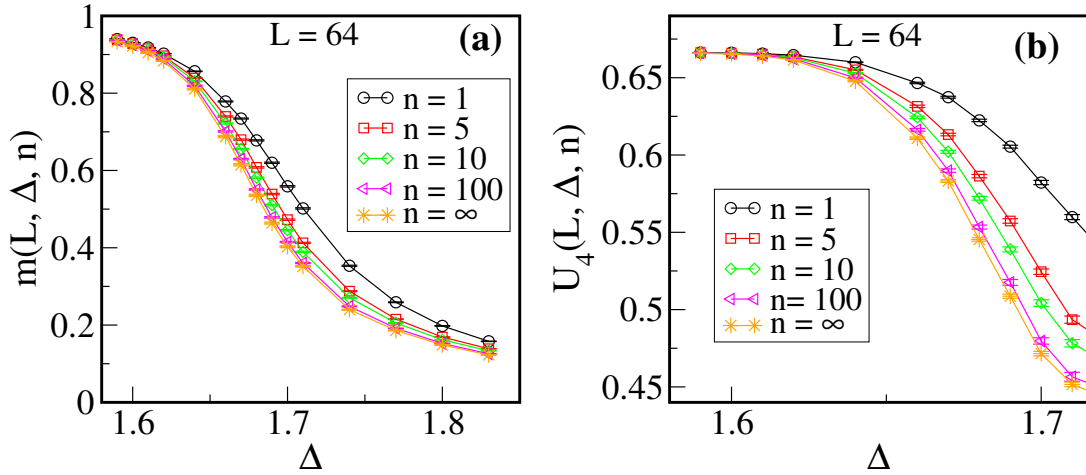 L = 64
(a)
n = 1
n = 5
n = 10
n = 100
n = ∞
m(L, Δ, n)
1
0.8
0.6
0.4
0.2
0
1.6
1.7
1.8
Δ
L = 64
(b)
n = 1
n = 5
n = 10
n= 100
n = ∞
U4(L, Δ, n)
0.65
0.6
0.55
0.5
0.45
1.6
1.7
Δ